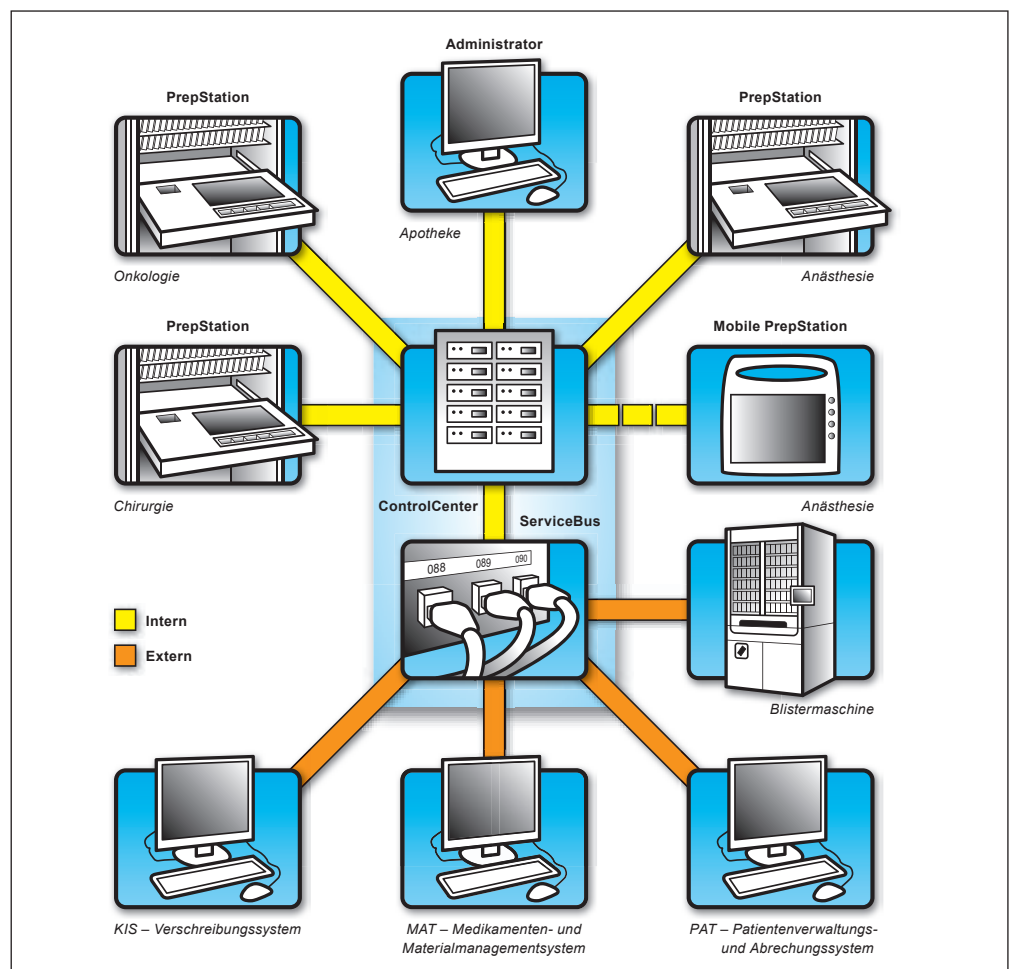 Administrator
PrepStation
PrepStation
Apotheke
Onkologie
Anästhesie
PrepStation
Mobile PrepStation
Chirurgie
ControlCenter
Anästhesie
ServiceBus
088 089 090
Intern
Extern
Blistermaschine
KIS – Verschreibungssystem
MAT – Medikamenten- und
Materialmanagementsystem
PAT – Patientenverwaltungs-
und Abrechungssystem